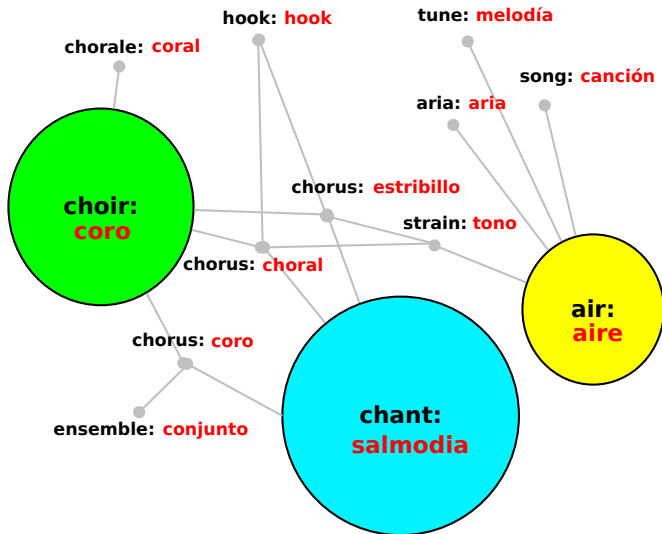 hook: hook
tune: melodía
chorale: coral
song: canción
aria: aria
chorus: estribillo
choir:
coro
strain: tono
chorus: choral
air:
aire
chorus: coro
chant:
salmodia
ensemble: conjunto